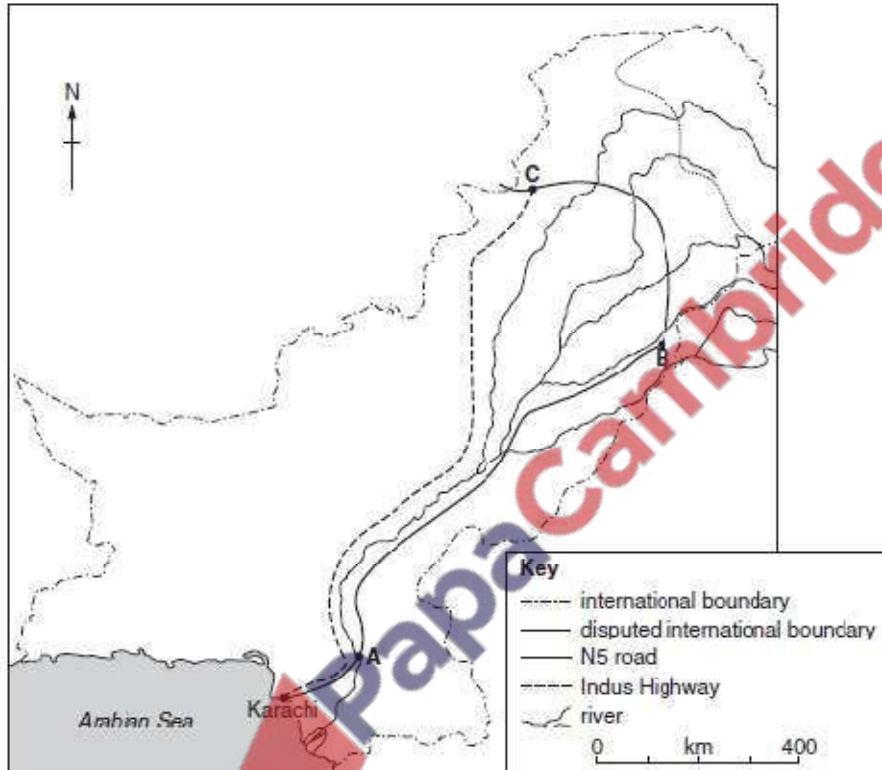 N
C
B
A
Karachi
Arabian Sea
Key
international boundary
disputed international boundary
N5 road
Indus Highway
river
0 km 400
PapaCambridge